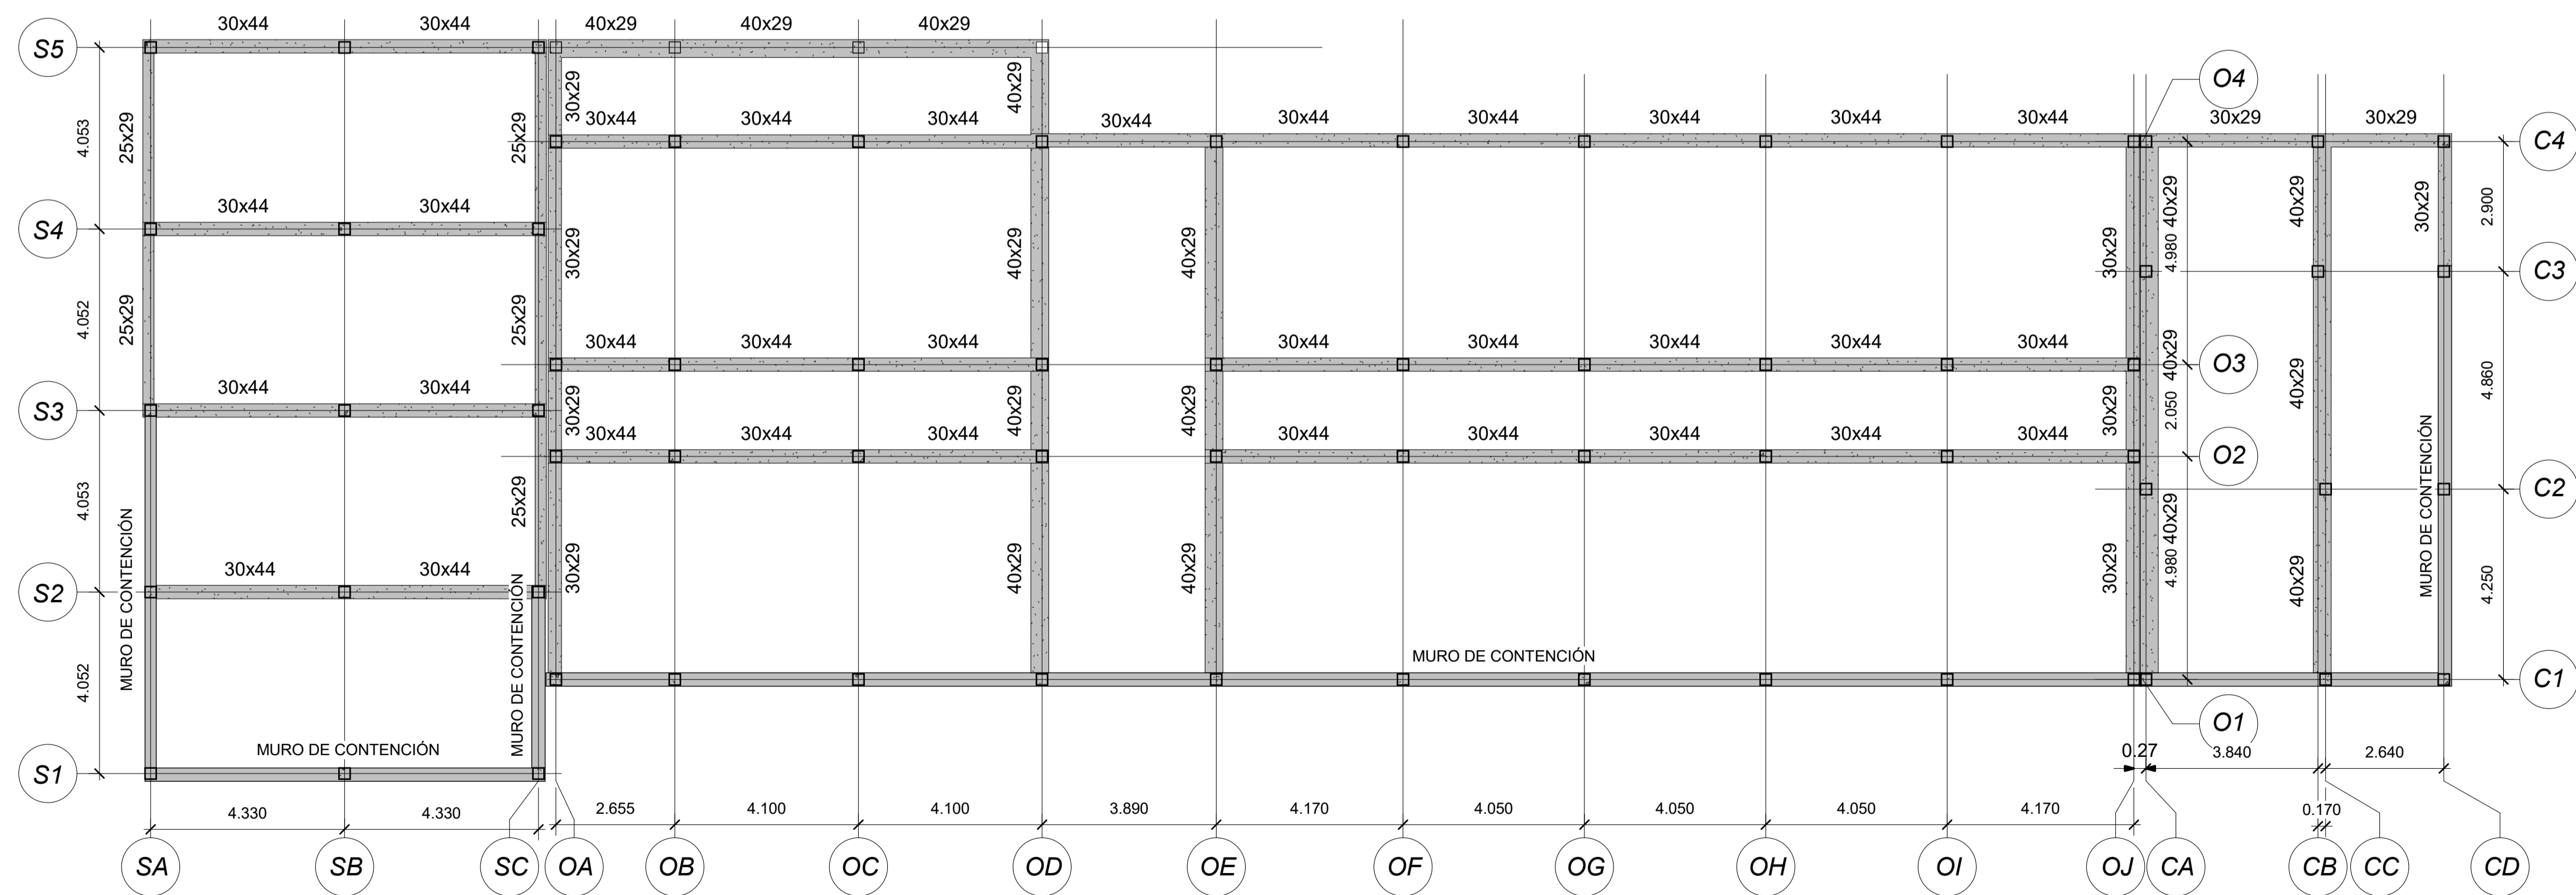 30x44 30x44 40x29 40x29 40x29
S5
30x29 40x29
O4
30x44 30x44 30x44 30x44 30x44 30x44 30x44 30x44 30x44 30x29 30x29
4.053 25x29 25x29
C4
30x44 30x44
S4
30x29 40x29 40x29 30x29 40x29 4.980 40x29 30x29 2.900
C3
4.052 25x29 25x29
30x44 30x44 30x44 30x44 30x44 30x44 30x44 30x44
40x29 O3
30x44 30x44
S3
30x29 40x29 40x29 30x29 2.050 40x29 4.860
30x44 30x44 30x44 30x44 30x44 30x44 30x44 30x44
O2
4.053 25x29
C2
MURO DE CONTENCIÓN
30x44 30x44
S2
30x29 40x29 40x29 30x29 4.980 40x29 40x29 4.250
MURO DE CONTENCIÓN
MURO DE CONTENCIÓN
4.052
MURO DE CONTENCIÓN
C1
O1
MURO DE CONTENCIÓN
0.27 3.840 2.640
S1
4.330 4.330 2.655 4.100 4.100 3.890 4.170 4.050 4.050 4.050 4.170 0.170
SA SB SC OA OB OC OD OE OF OG OH OI OJ CA CB CC CD